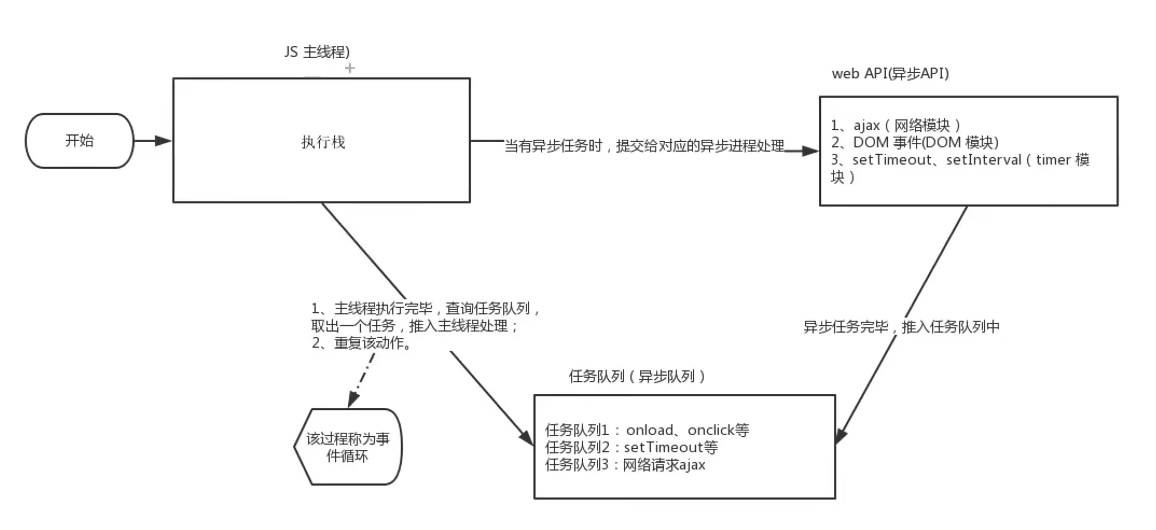 JS 主线程)
web API(异步API)
开始
执行栈
当有异步任务时，提交给对应的异步进程处理
1、ajax（网络模块）
2、DOM 事件(DOM 模块)
3、setTimeout、setInterval（timer 模
块）
1、主线程执行完毕，查询任务队列，
取出一个任务，推入主线程处理；
2、重复该动作。
异步任务完毕，推入任务队列中
任务队列（异步队列）
该过程称为事
件循环
任务队列1：onload、onclick等
任务队列2：setTimeout等
任务队列3：网络请求ajax